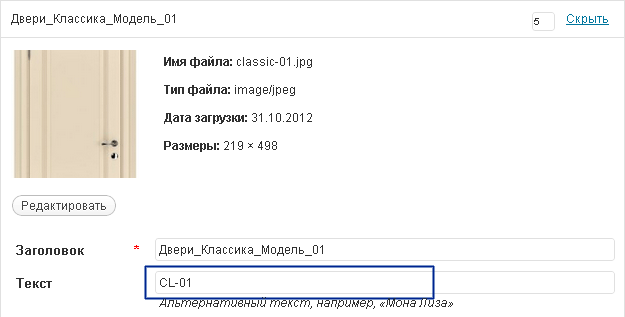 Двери_Классика_Модель_01 5 Скрыть
Имя файла: classic-01.jpg
Тип файла: image/jpeg
Дата загрузки: 31.10.2012
Размеры: 219 × 498
Редактировать
Заголовок * Двери_Классика_Модель_01
Текст CL-01
Альтернативный текст, например, «Мона Лиза»